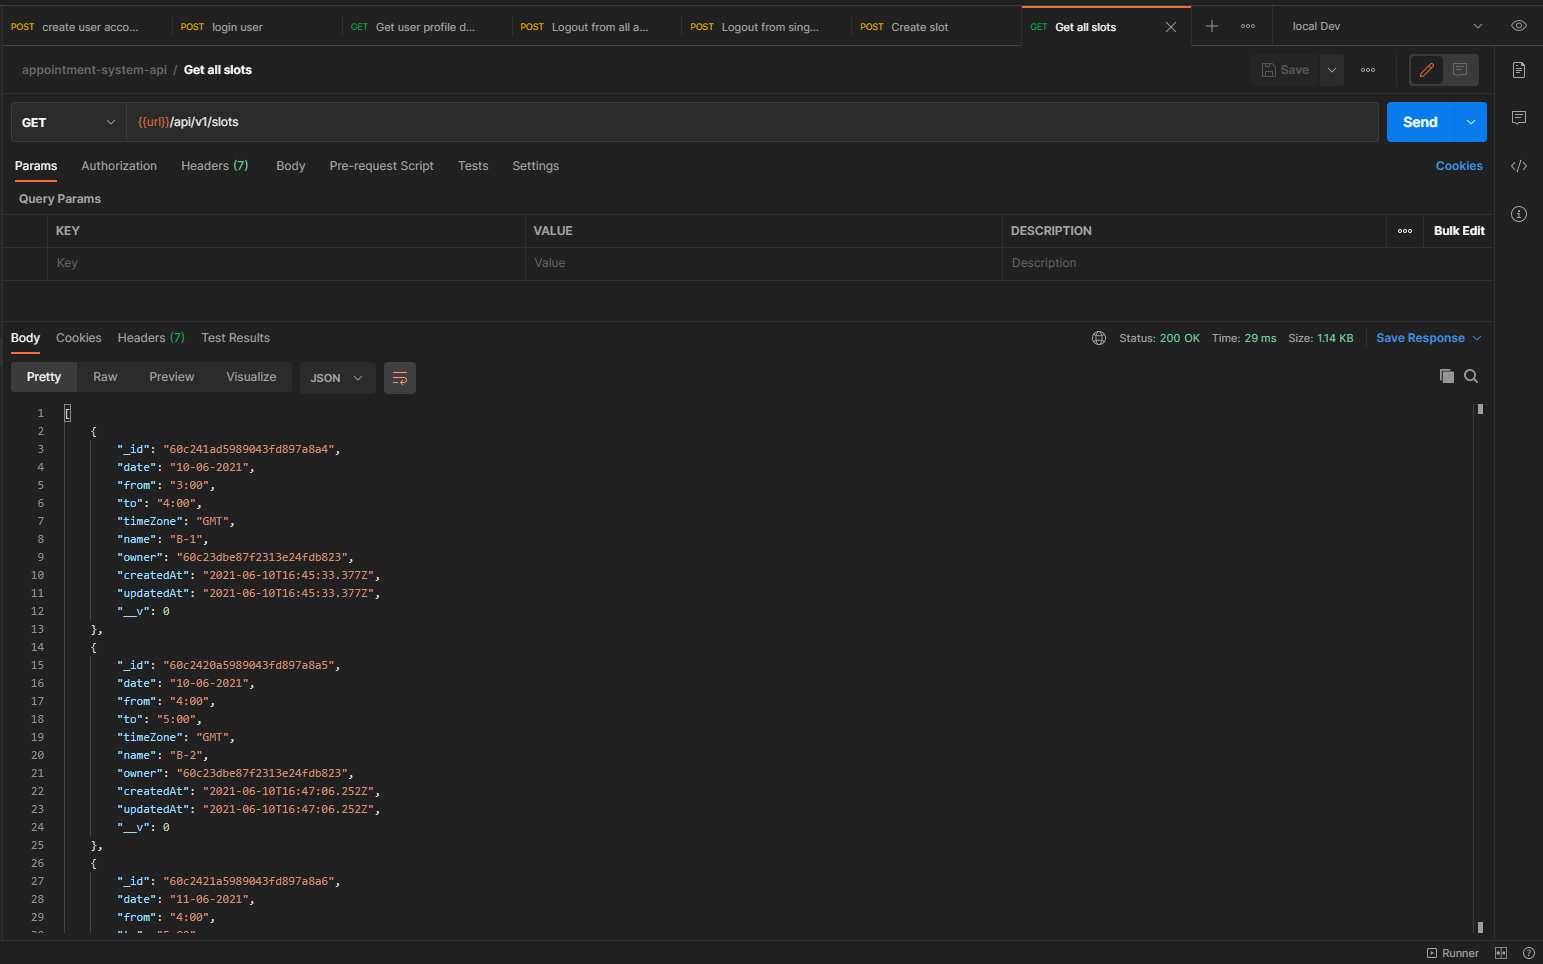 POST create user acco...
POST login user
GET Get user profile d...
POST Logout from all a...
POST Logout from sing...
POST Create slot
GET Get all slots
local Dev
appointment-system-api / Get all slots
Save
GET
{{url}}/api/v1/slots
Send
Params Authorization Headers (7) Body Pre-request Script Tests Settings
Cookies
Query Params
KEY VALUE DESCRIPTION Bulk Edit
Key Value Description
Body Cookies Headers (7) Test Results
Status: 200 OK Time: 29 ms Size: 1.14 KB Save Response
Pretty Raw Preview Visualize JSON
1 [
2 {
3 "_id": "60c241ad5989043fd897a8a4",
4 "date": "10-06-2021",
5 "from": "3:00",
6 "to": "4:00",
7 "timeZone": "GMT",
8 "name": "B-1",
9 "owner": "60c23dbe87f2313e24fdb823",
10 "createdAt": "2021-06-10T16:45:33.377Z",
11 "updatedAt": "2021-06-10T16:45:33.377Z",
12 "__v": 0
13 },
14 {
15 "_id": "60c2420a5989043fd897a8a5",
16 "date": "10-06-2021",
17 "from": "4:00",
18 "to": "5:00",
19 "timeZone": "GMT",
20 "name": "B-2",
21 "owner": "60c23dbe87f2313e24fdb823",
22 "createdAt": "2021-06-10T16:47:06.252Z",
23 "updatedAt": "2021-06-10T16:47:06.252Z",
24 "__v": 0
25 },
26 {
27 "_id": "60c2421a5989043fd897a8a6",
28 "date": "11-06-2021",
29 "from": "4:00",
Runner